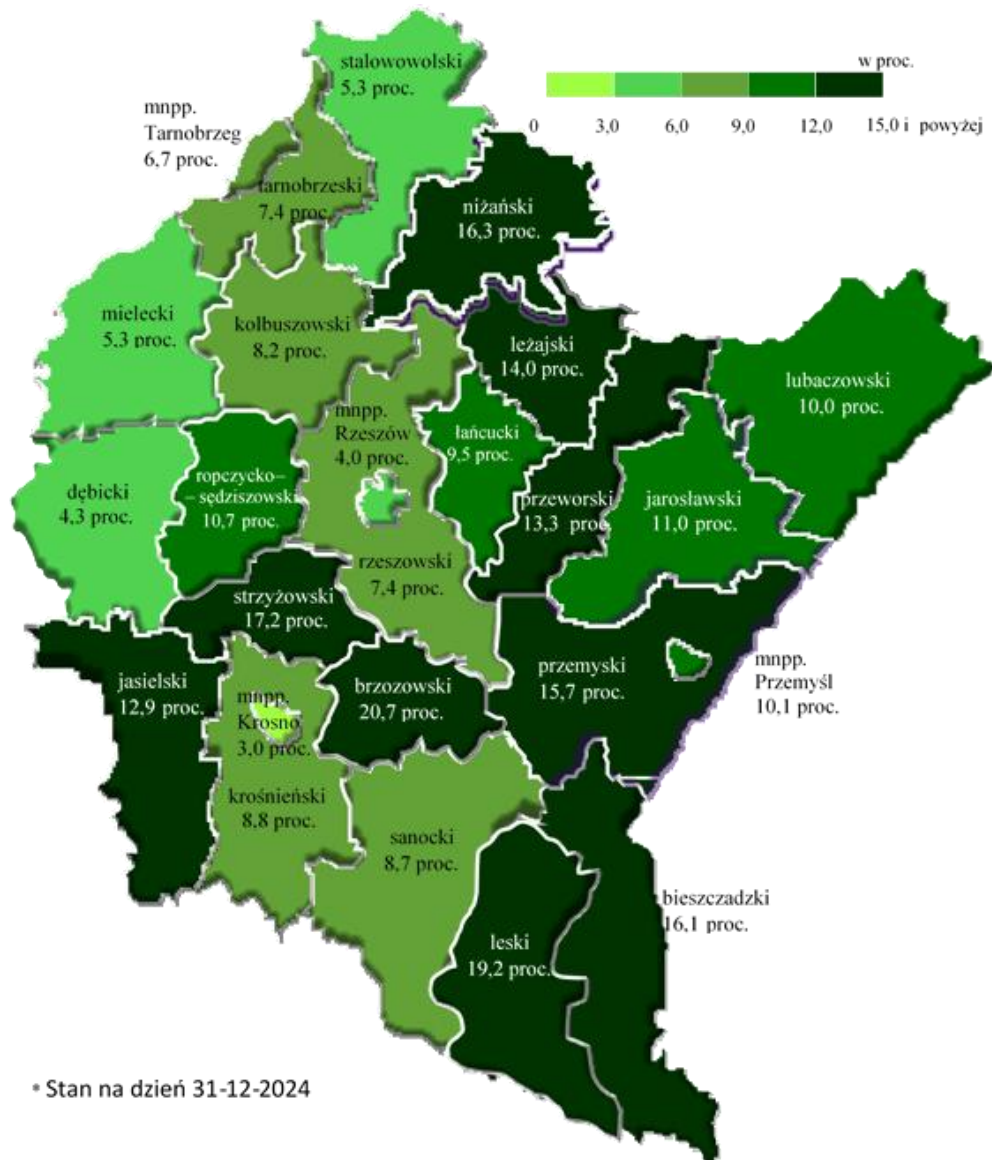 stalowowolski
5,3 proc.
w proc.
0 3,0 6,0 9,0 12,0 15,0 i powyżej
mnpp.
Tarnobrzeg
6,7 proc.
tarnobrzeski
7,4 proc.
niżański
16,3 proc.
mielecki
5,3 proc.
kolbuszowski
8,2 proc.
leżajski
14,0 proc.
lubaczowski
10,0 proc.
mnpp.
Rzeszów
4,0 proc.
łańcucki
9,5 proc.
dębicki
4,3 proc.
ropczycko–
– sędziszowski
10,7 proc.
przeworski
13,3 proc.
jarosławski
11,0 proc.
rzeszowski
7,4 proc.
strzyżowski
17,2 proc.
jasielski
12,9 proc.
mnpp.
Krosno
3,0 proc.
brzozowski
20,7 proc.
przemyski
15,7 proc.
mnpp.
Przemyśl
10,1 proc.
krośnieński
8,8 proc.
sanocki
8,7 proc.
bieszczadzki
16,1 proc.
leski
19,2 proc.
* Stan na dzień 31-12-2024